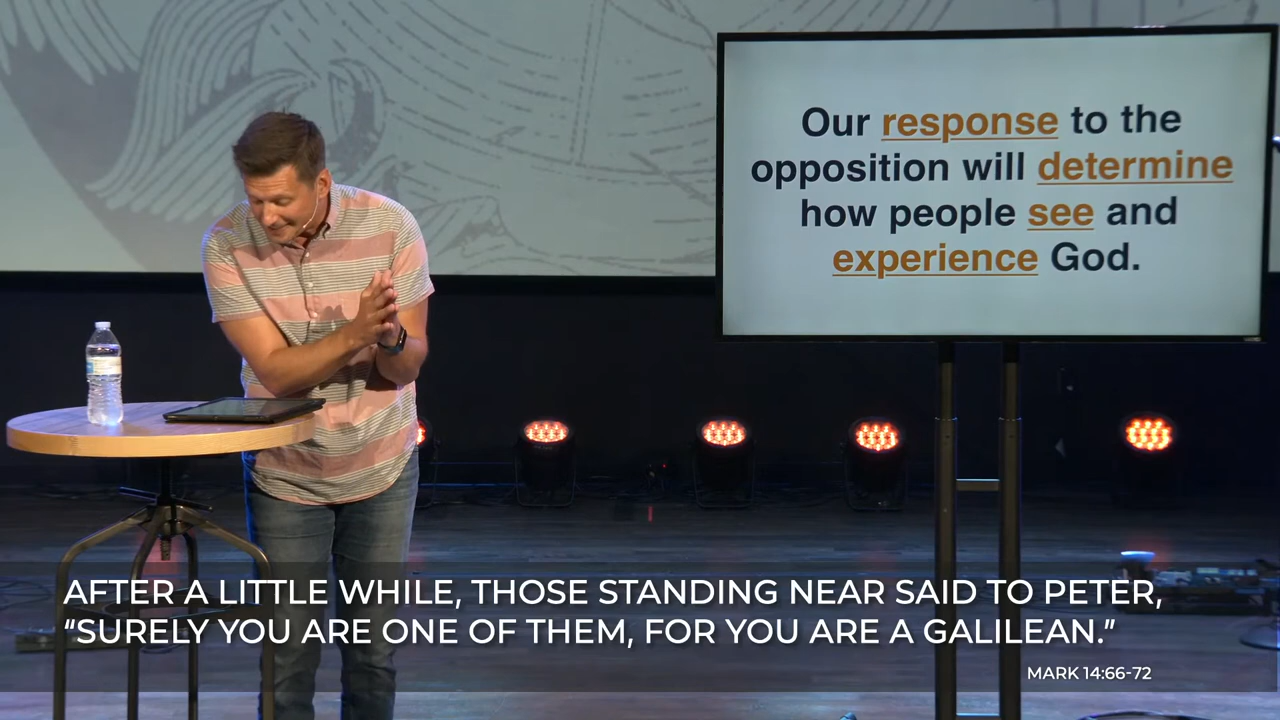 Our response to the
opposition will determine
how people see and
experience God.
AFTER A LITTLE WHILE, THOSE STANDING NEAR SAID TO PETER,
“SURELY YOU ARE ONE OF THEM, FOR YOU ARE A GALILEAN.”
MARK 14:66-72